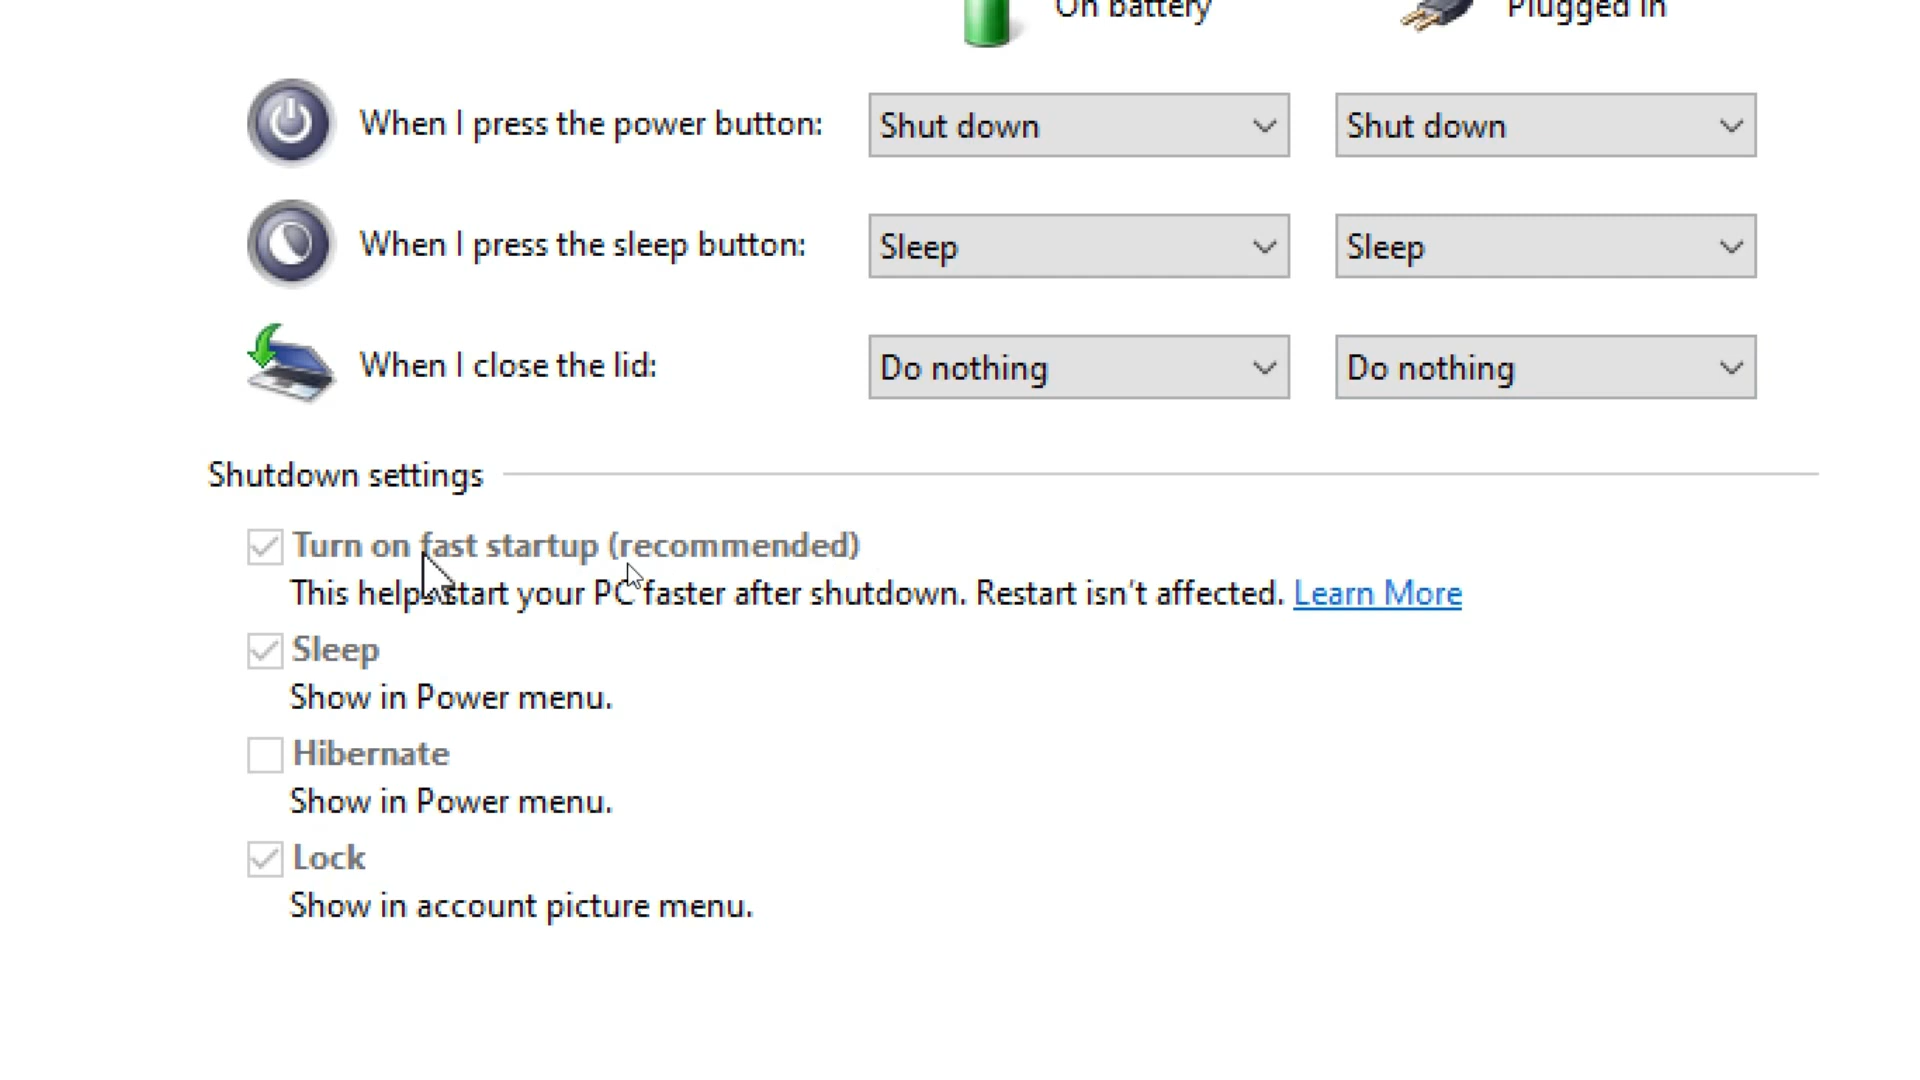 On battery Plugged in
When I press the power button: Shut down Shut down
When I press the sleep button: Sleep Sleep
When I close the lid: Do nothing Do nothing
Shutdown settings
Turn on fast startup (recommended)
This helps start your PC faster after shutdown. Restart isn't affected. Learn More
Sleep
Show in Power menu.
Hibernate
Show in Power menu.
Lock
Show in account picture menu.